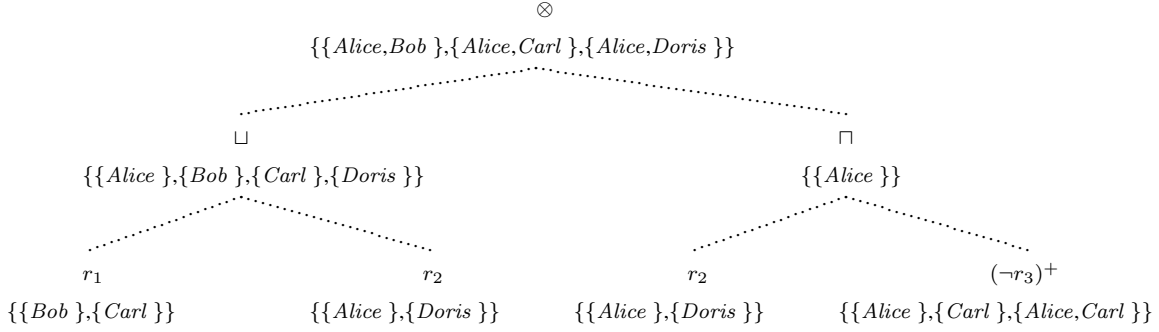 ⊗
{{Alice,Bob },{Alice,Carl },{Alice,Doris }}
⊔ ⊓
{{Alice },{Bob },{Carl },{Doris }} {{Alice }}
r₁ r₂ r₂ (¬r₃)⁺
{{Bob },{Carl }} {{Alice },{Doris }} {{Alice },{Doris }} {{Alice },{Carl },{Alice,Carl }}